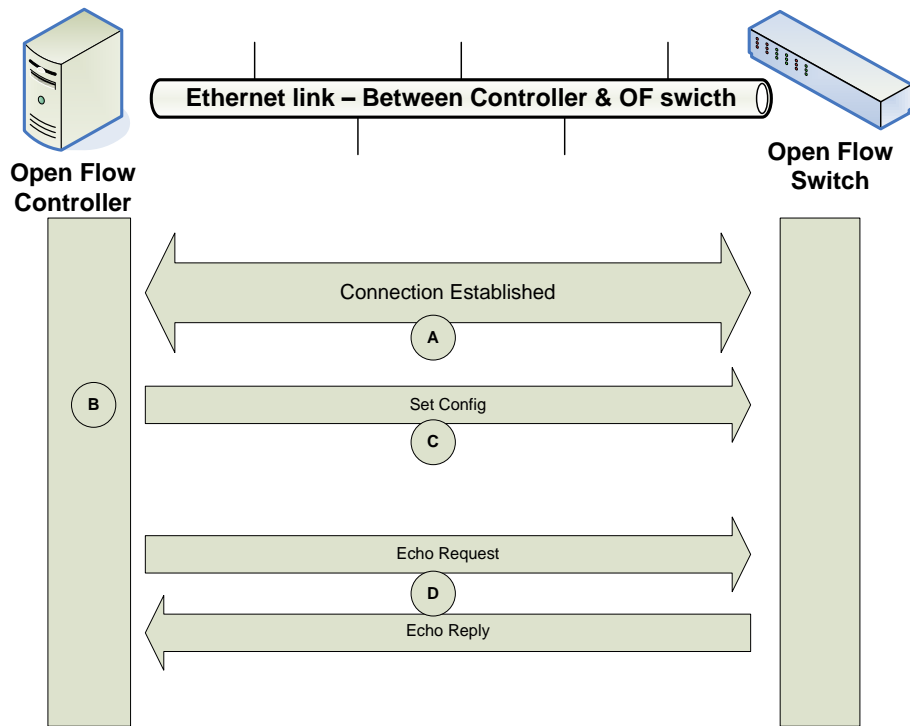 Ethernet link – Between Controller & OF swicth
Open Flow
Controller
Open Flow
Switch
Connection Established
A
B
Set Config
C
Echo Request
D
Echo Reply